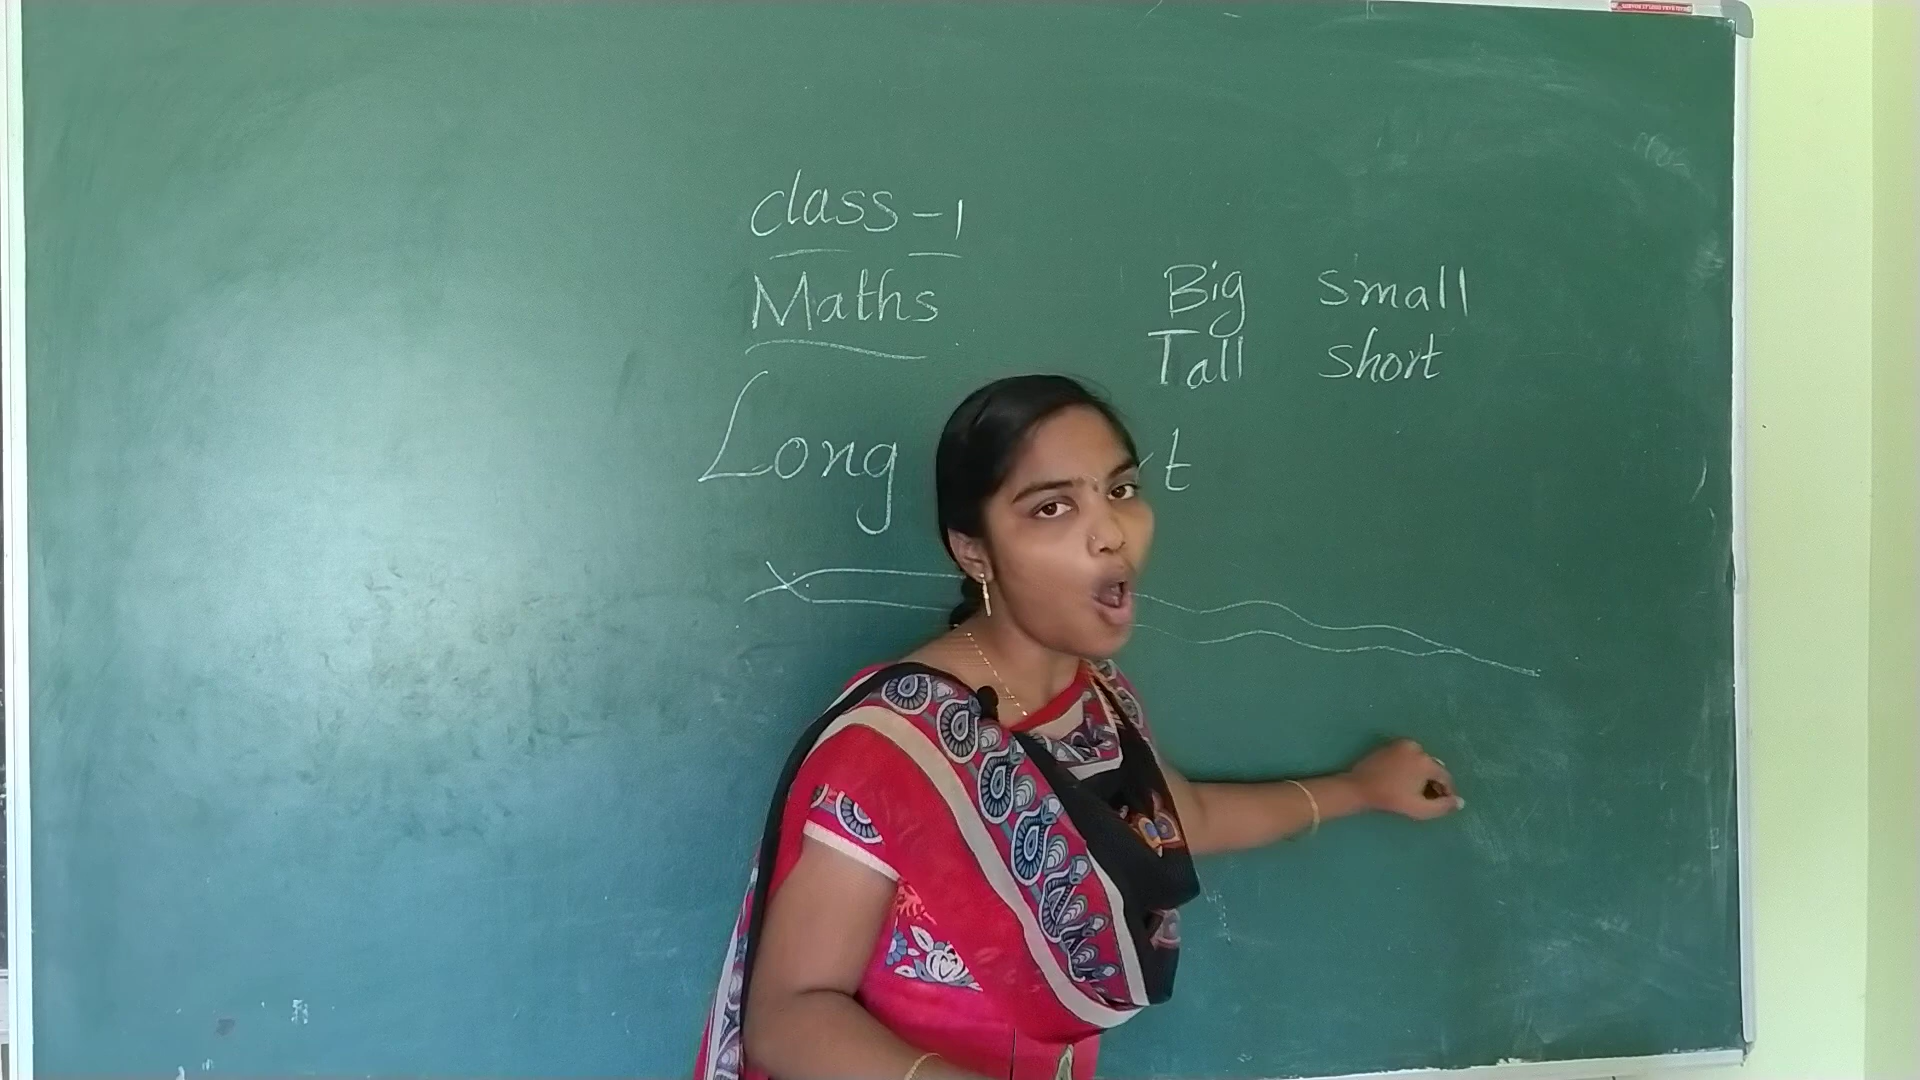 class-1
Maths
Big Small
Tall Short
Long